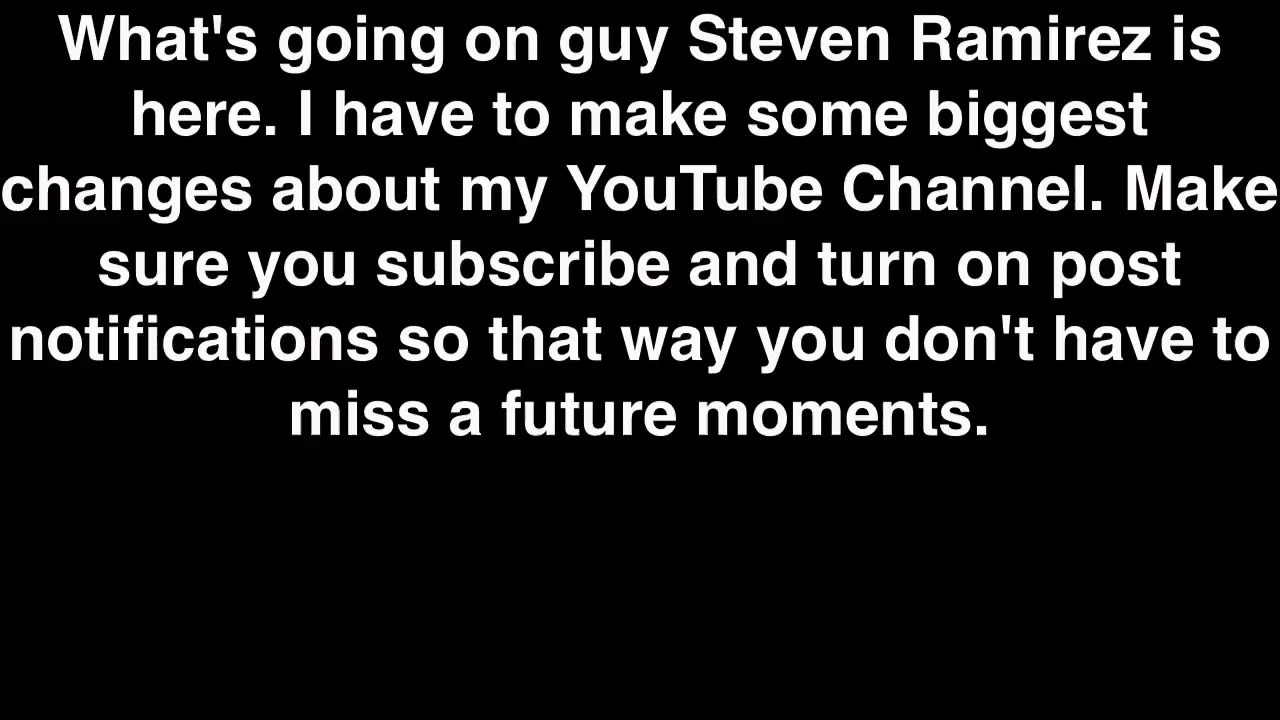 What's going on guy Steven Ramirez is
here. I have to make some biggest
changes about my YouTube Channel. Make
sure you subscribe and turn on post
notifications so that way you don't have to
miss a future moments.